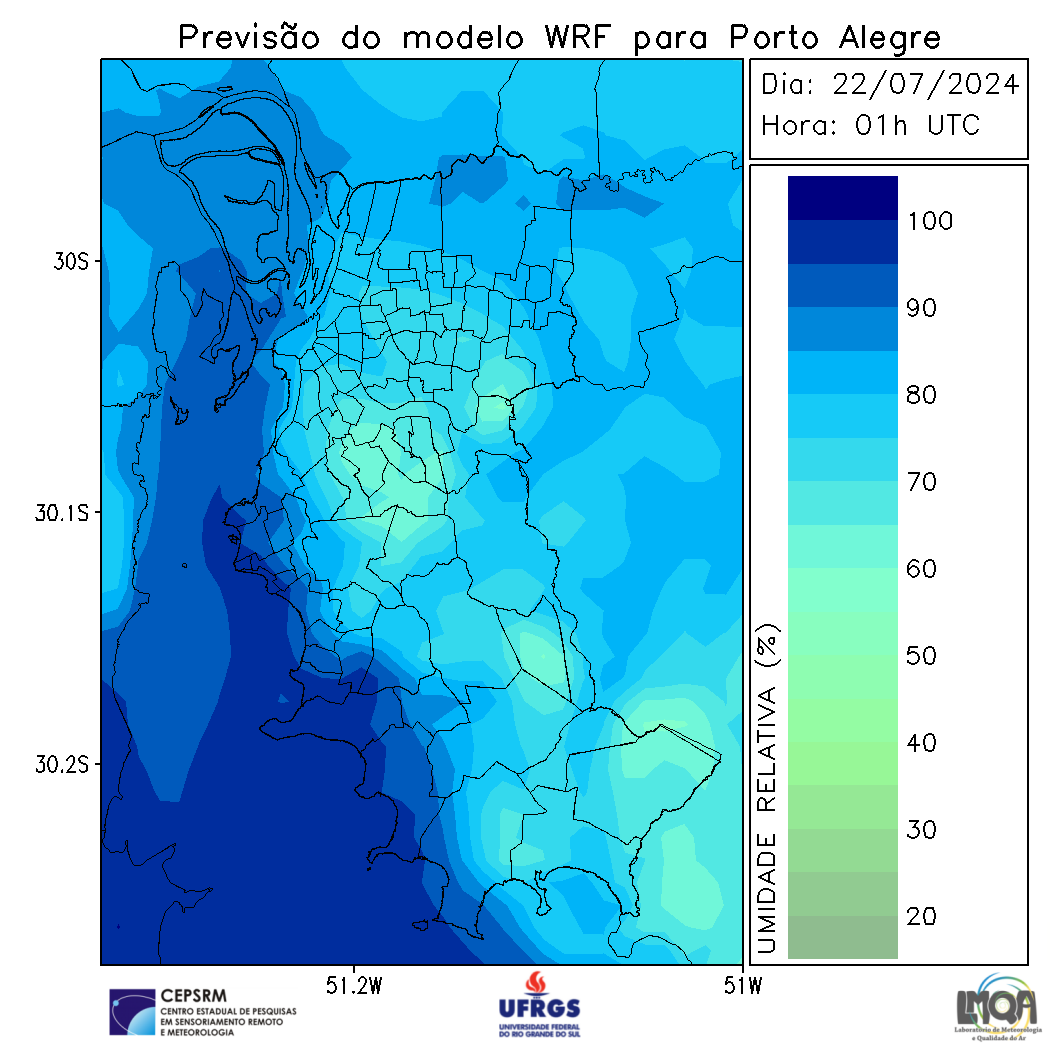 Previsão do modelo WRF para Porto Alegre
Dia: 22/07/2024
Hora: 01h UTC
30S
30.1S
30.2S
51.2W
51W
100
90
80
70
60
50
40
30
20
UMIDADE RELATIVA (%)
CEPSRM
CENTRO ESTADUAL DE PESQUISAS
EM SENSORIAMENTO REMOTO
E METEOROLOGIA
UFRGS
UNIVERSIDADE FEDERAL
DO RIO GRANDE DO SUL
LMQA
Laboratório de Meteorologia
e Qualidade do Ar